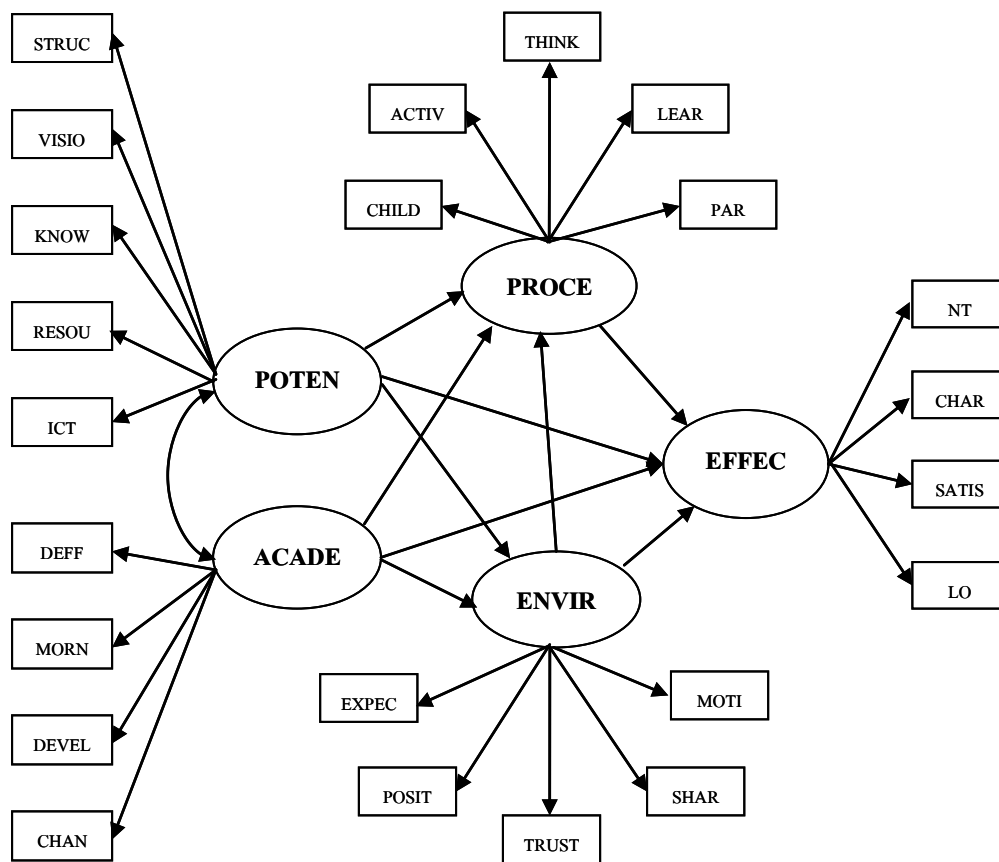 STRUC
THINK
ACTIV
LEAR
VISIO
CHILD
PAR
KNOW
PROCE
NT
RESOU
POTEN
CHAR
ICT
EFFEC
SATIS
DEFF
ACADE
LO
ENVIR
MORN
EXPEC
MOTI
DEVEL
POSIT
SHAR
CHAN
TRUST